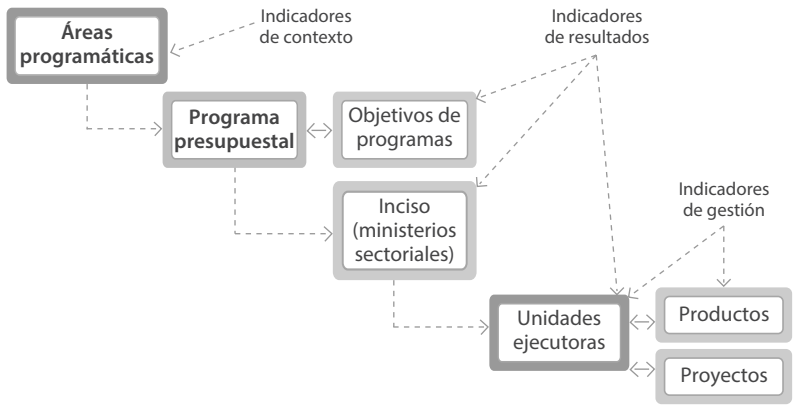 Áreas
programáticas
Indicadores
de contexto
Indicadores
de resultados
Programa
presupuestal
Objetivos de
programas
Inciso
(ministerios
sectoriales)
Indicadores
de gestión
Unidades
ejecutoras
Productos
Proyectos